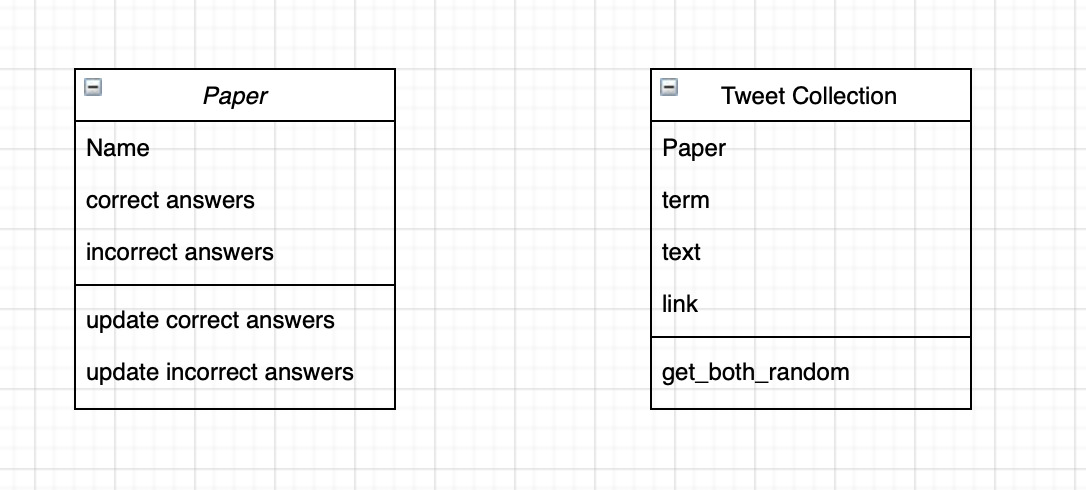 Paper
Name
correct answers
incorrect answers
update correct answers
update incorrect answers
Tweet Collection
Paper
term
text
link
get_both_random